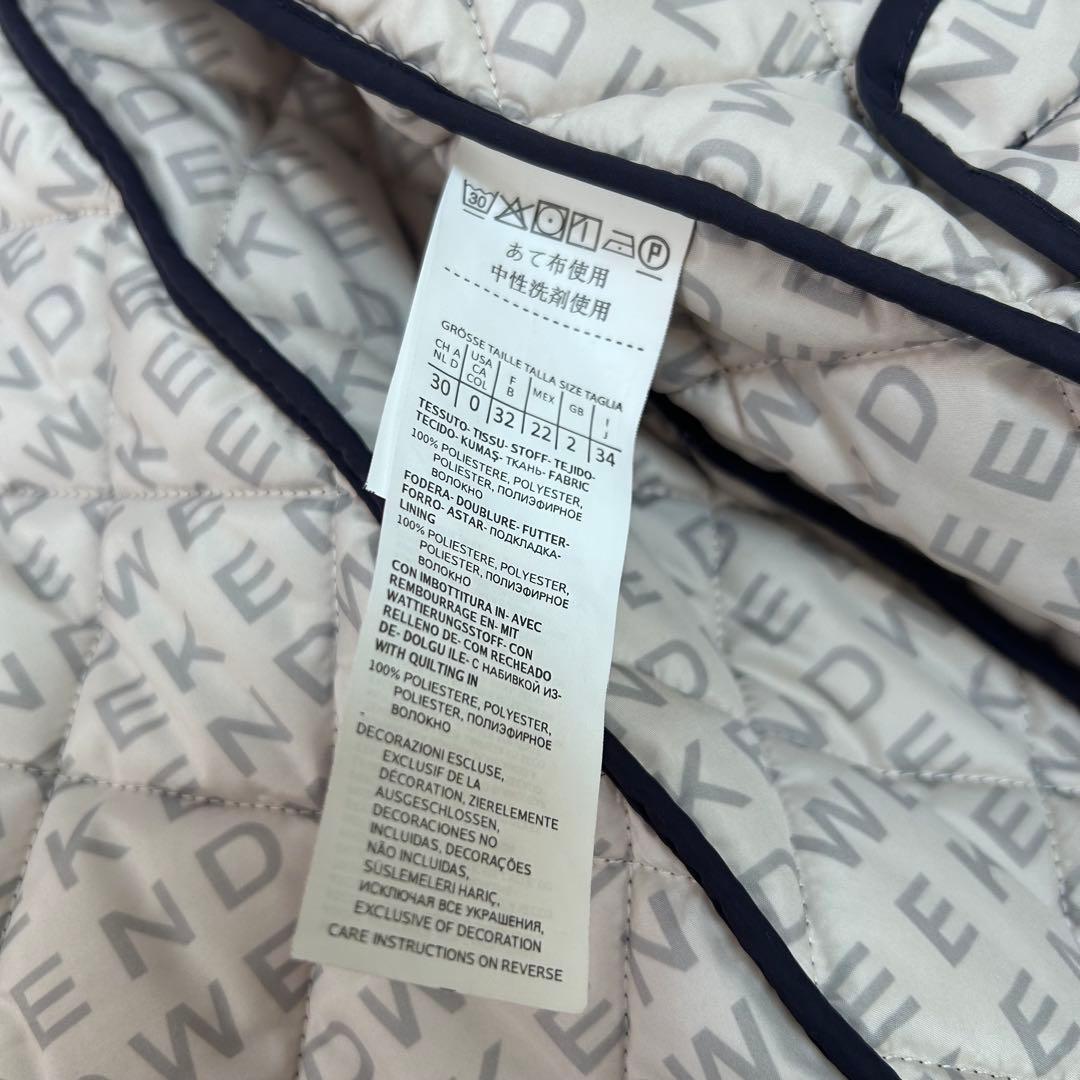 30
P
あて布使用
中性洗剤使用
GRÖSSE TAILLE TALLA SIZE TAGLIA
CH A NL D USA CA COL F B MEX GB I J
30 0 32 22 2 34
TESSUTO- TISSU- STOFF- TEJIDO-
TECIDO- KUMAŞ- ТКАНЬ- FABRIC
100% POLIESTERE, POLYESTER,
POLIESTER, ПОЛИЭФИРНОЕ
ВОЛОКНО
FODERA- DOUBLURE- FUTTER-
FORRO- ASTAR- ПОДКЛАДКА-
LINING
100% POLIESTERE, POLYESTER,
POLIESTER, ПОЛИЭФИРНОЕ
ВОЛОКНО
CON IMBOTTITURA IN- AVEC
REMBOURRAGE EN- MIT
WATTIERUNGSSTOFF- CON
RELLENO DE- COM RECHEADO
DE- DOLGU ILE- С НАБИВКОЙ ИЗ-
WITH QUILTING IN
100% POLIESTERE, POLYESTER,
POLIESTER, ПОЛИЭФИРНОЕ
ВОЛОКНО
DECORAZIONI ESCLUSE,
EXCLUSIF DE LA
DÉCORATION, ZIERELEMENTE
AUSGESCHLOSSEN,
DECORACIONES NO
INCLUIDAS, DECORAÇÕES
NÃO INCLUIDAS,
SÜSLEMELERI HARIÇ,
ИСКЛЮЧАЯ ВСЕ УКРАШЕНИЯ,
EXCLUSIVE OF DECORATION
CARE INSTRUCTIONS ON REVERSE
WEEKEND